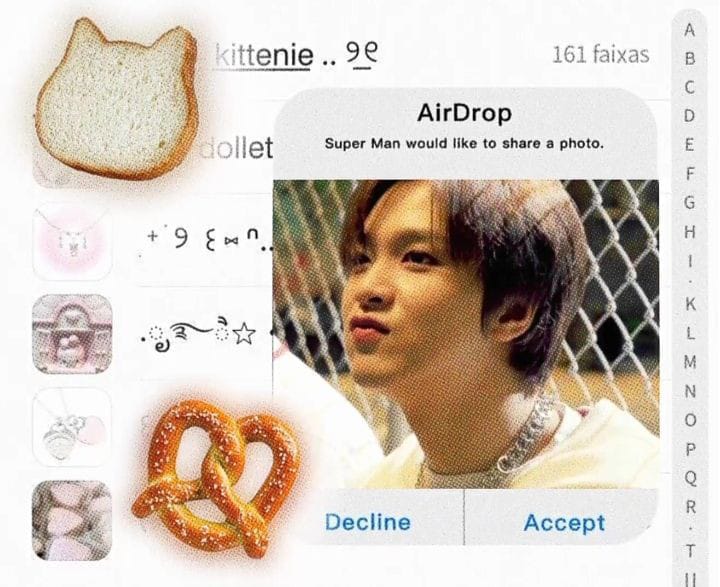 kittenie .. ୨୧
161 faixas
dollet
AirDrop
Super Man would like to share a photo.
Decline
Accept
A
B
C
D
E
F
G
H
I
.
K
L
M
N
O
P
Q
R
.
T
U